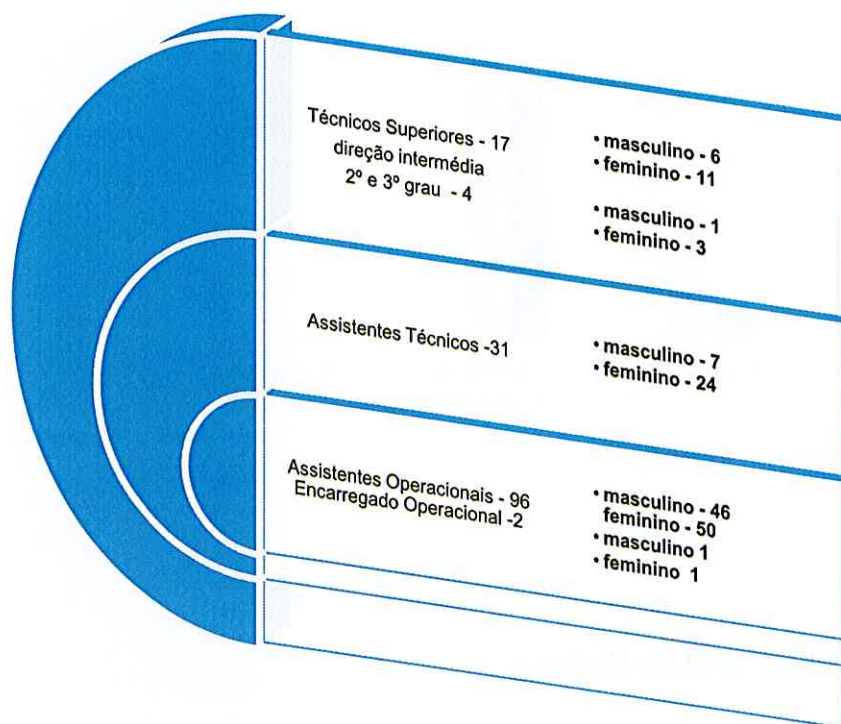 Técnicos Superiores - 17
direção intermédia
2º e 3º grau - 4
• masculino - 6
• feminino - 11
• masculino - 1
• feminino - 3
Assistentes Técnicos -31
• masculino - 7
• feminino - 24
Assistentes Operacionais - 96
Encarregado Operacional -2
• masculino - 46
feminino - 50
• masculino 1
• feminino 1